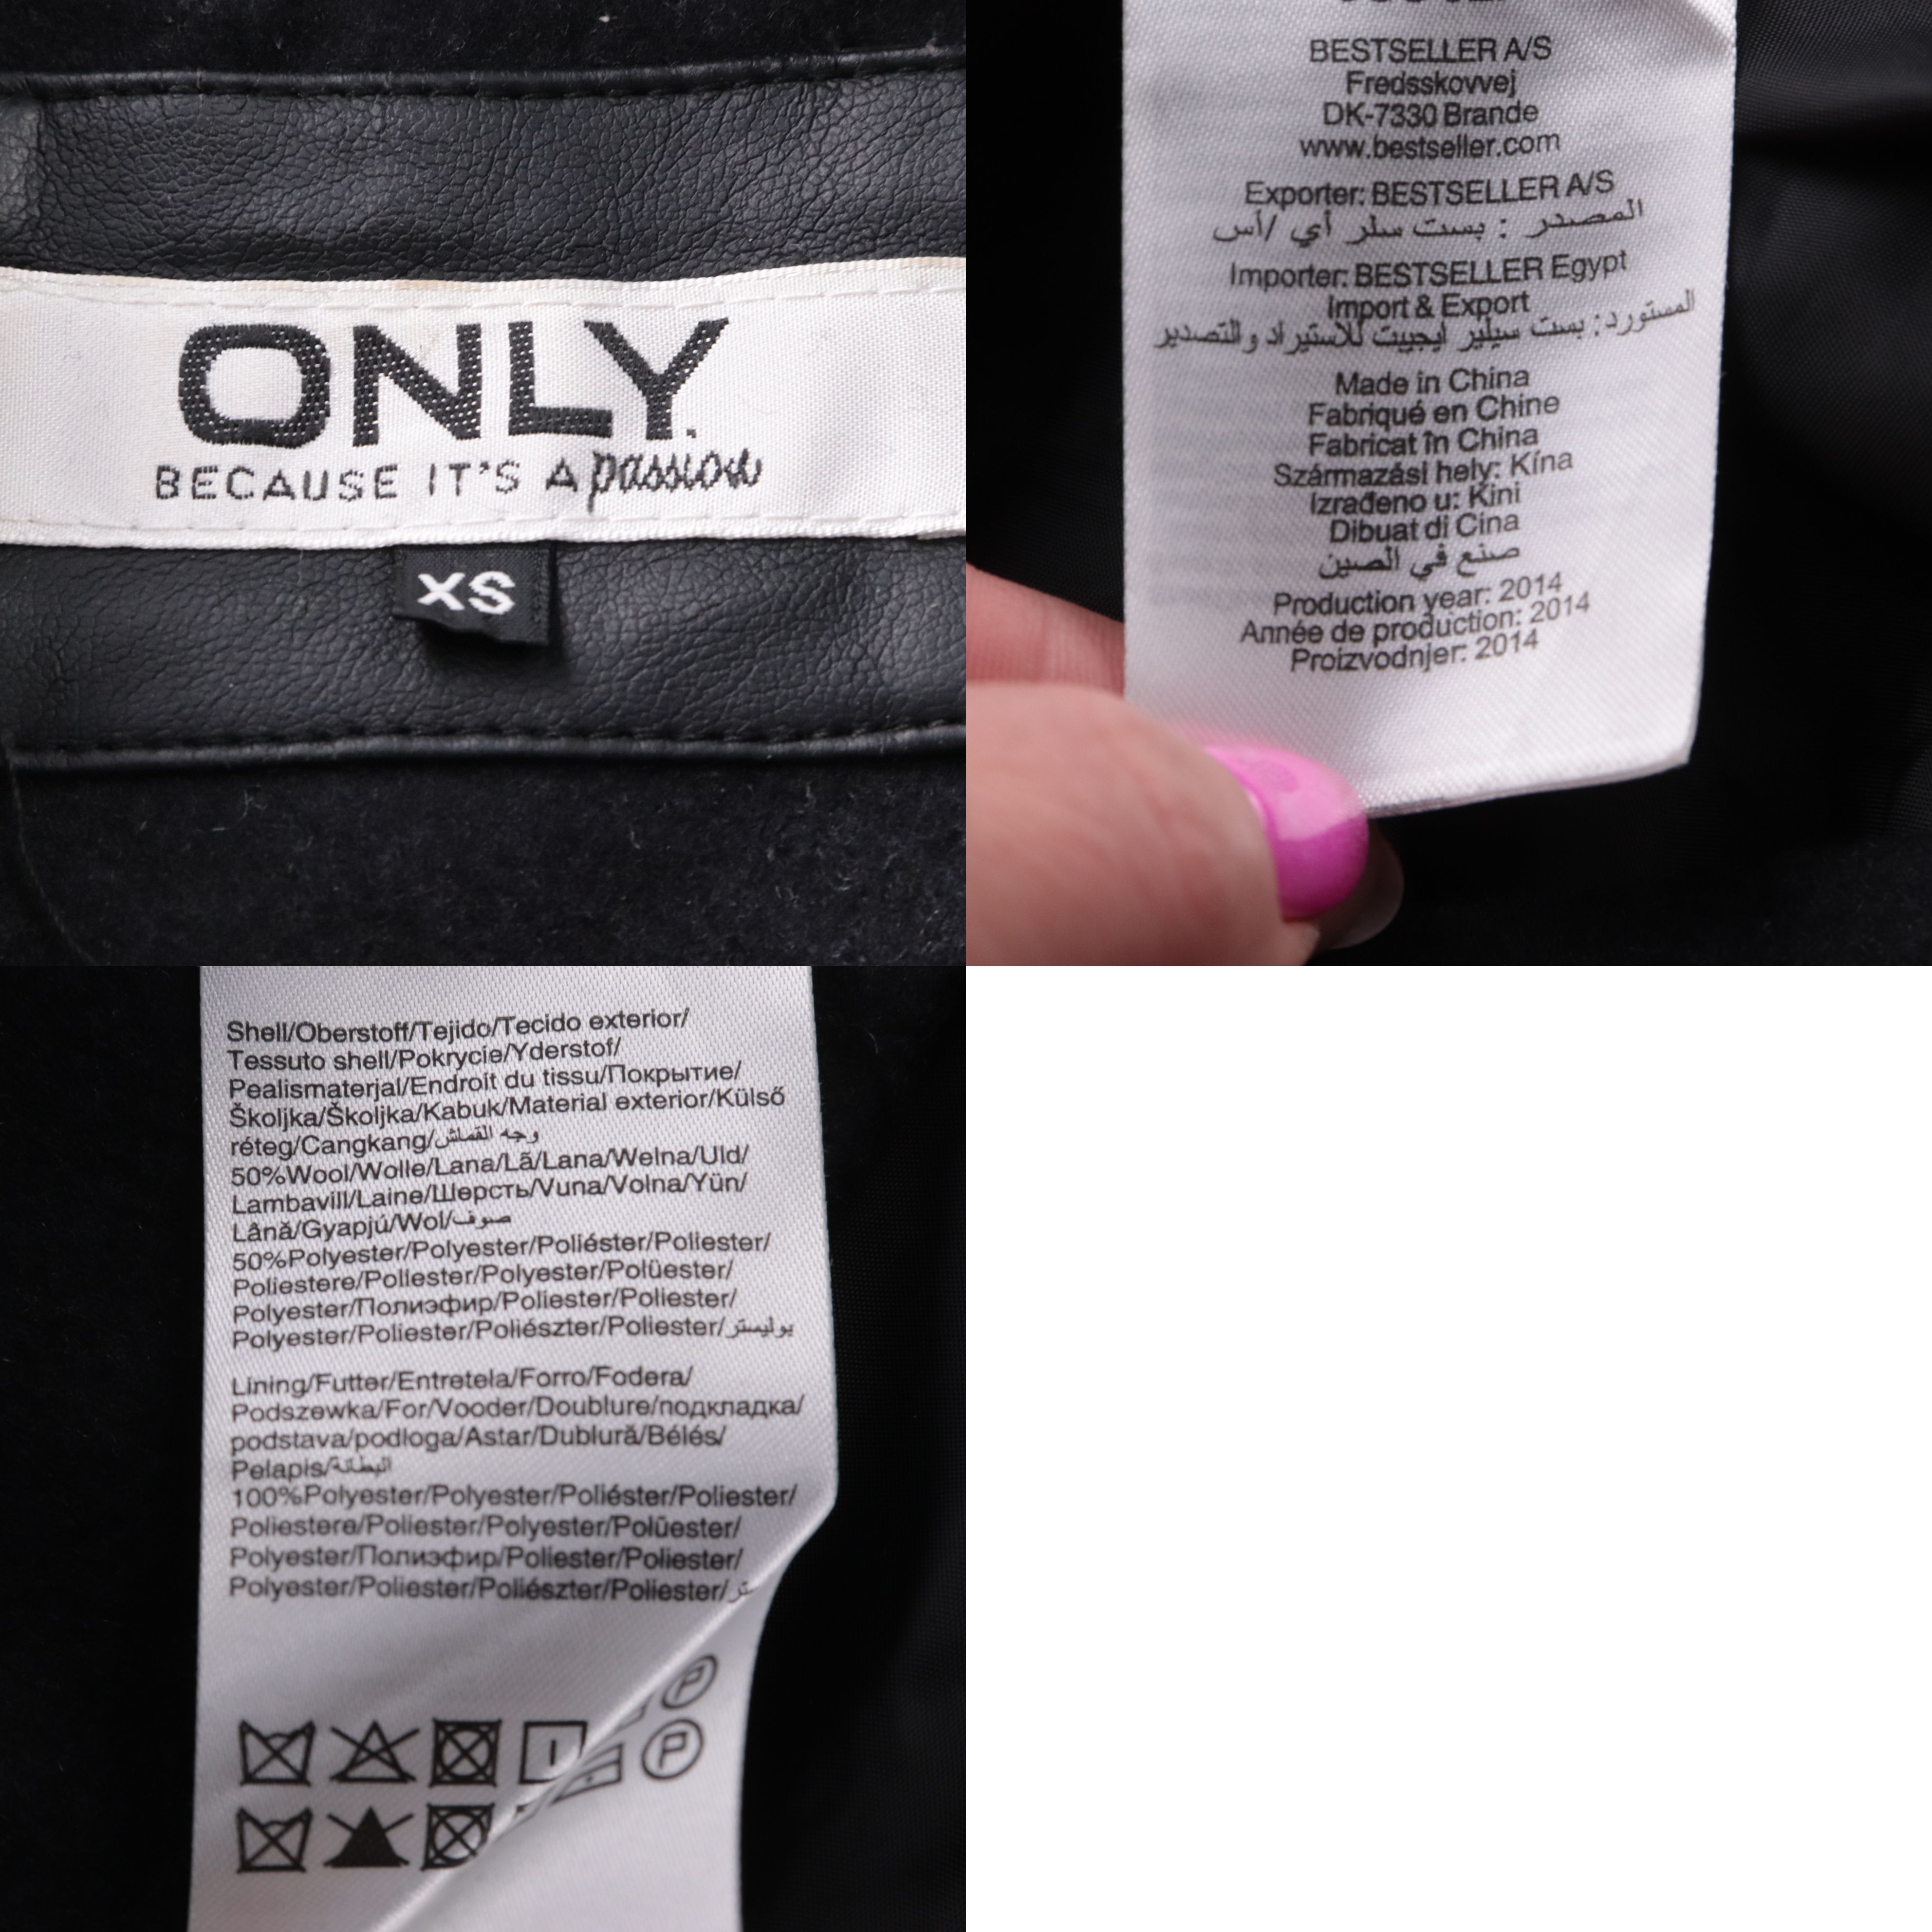 ONLY.
BECAUSE IT'S A passion
XS
BESTSELLER A/S
Fredsskovvej
DK-7330 Brande
www.bestseller.com
Exporter: BESTSELLER A/S
المصدر : بست سلر أي /أس
Importer: BESTSELLER Egypt
Import & Export
المستورد: بست سيلير ايجيبت للاستيراد والتصدير
Made in China
Fabriqué en Chine
Fabricat în China
Származási hely: Kína
Izrađeno u: Kini
Dibuat di Cina
صنع في الصين
Production year: 2014
Année de production: 2014
Proizvodnjer: 2014
Shell/Oberstoff/Tejido/Tecido exterior/
Tessuto shell/Pokrycie/Yderstof/
Pealismaterjal/Endroit du tissu/Покрытие/
Školjka/Školjka/Kabuk/Material exterior/Külső
réteg/Cangkang/وجه القماش
50%Wool/Wolle/Lana/Lã/Lana/Wełna/Uld/
Lambavill/Laine/Шерсть/Vuna/Volna/Yün/
Lână/Gyapjú/Wol/صوف
50%Polyester/Polyester/Poliéster/Poliester/
Poliestere/Poliester/Polyester/Polüester/
Polyester/Полиэфир/Poliester/Poliester/
Polyester/Poliester/Poliészter/Poliester/بوليستر
Lining/Futter/Entretela/Forro/Fodera/
Podszewka/For/Vooder/Doublure/подкладка/
podstava/podloga/Astar/Dublură/Bélés/
Pelapis/البطانة
100%Polyester/Polyester/Poliéster/Poliester/
Poliestere/Poliester/Polyester/Polüester/
Polyester/Полиэфир/Poliester/Poliester/
Polyester/Poliester/Poliészter/Poliester/
P
P